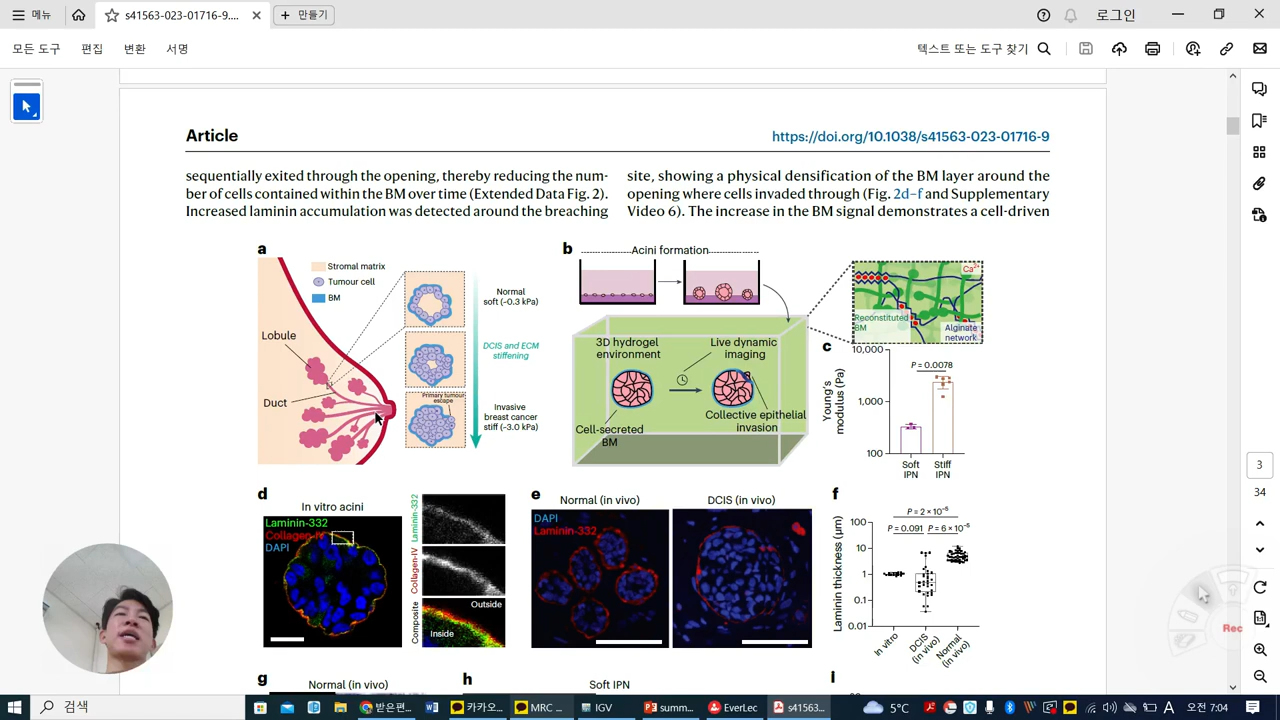 메뉴
s41563-023-01716-9....
만들기
로그인
모든 도구
편집
변환
서명
텍스트 또는 도구 찾기
Article
https://doi.org/10.1038/s41563-023-01716-9
sequentially exited through the opening, thereby reducing the num-
ber of cells contained within the BM over time (Extended Data Fig. 2).
Increased laminin accumulation was detected around the breaching
site, showing a physical densification of the BM layer around the
opening where cells invaded through (Fig. 2d–f and Supplementary
Video 6). The increase in the BM signal demonstrates a cell-driven
a
Stromal matrix
Tumour cell
BM
Lobule
Duct
Primary tumour
escape
Normal
soft (~0.3 kPa)
DCIS and ECM
stiffening
Invasive
breast cancer
stiff (~3.0 kPa)
b
Acini formation
3D hydrogel
environment
Live dynamic
imaging
Cell-secreted
BM
Collective epithelial
invasion
Ca2+
Reconstituted
BM
Alginate
network
c
Young's
modulus (Pa)
10,000
1,000
100
P = 0.0078
Soft
IPN
Stiff
IPN
d
In vitro acini
Laminin-332
Collagen-IV
DAPI
Laminin-332
Collagen-IV
Composite
Outside
Inside
e
Normal (in vivo)
DAPI
Laminin-332
DCIS (in vivo)
f
Laminin thickness (μm)
100
10
1
0.1
0.01
P = 2 × 10⁻⁵
P = 0.091
P = 6 × 10⁻⁵
In vitro
DCIS
(in vivo)
Normal
(in vivo)
g
Normal (in vivo)
h
Soft IPN
i
3
34
Rec
검색
받은편...
카카오...
MRC ...
IGV
summ...
EverLec
s41563...
5°C
A
오전 7:04